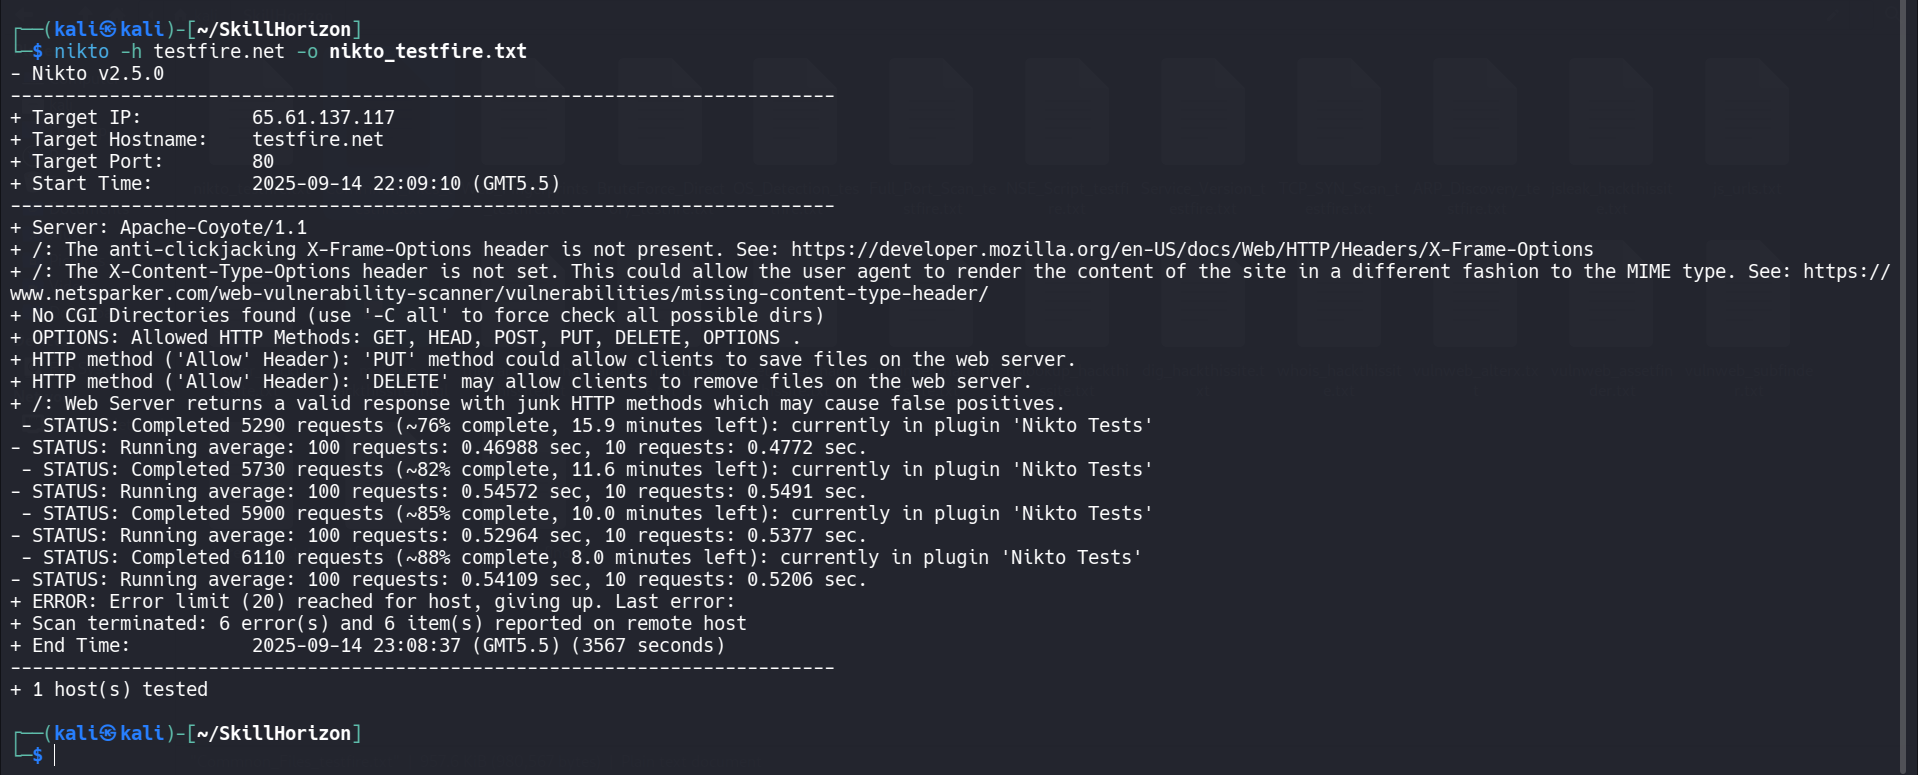 ┌──(kali㉿kali)-[~/SkillHorizon]
└─$ nikto -h testfire.net -o nikto_testfire.txt
- Nikto v2.5.0
---------------------------------------------------------------------------
+ Target IP:          65.61.137.117
+ Target Hostname:    testfire.net
+ Target Port:        80
+ Start Time:         2025-09-14 22:09:10 (GMT5.5)
---------------------------------------------------------------------------
+ Server: Apache-Coyote/1.1
+ /: The anti-clickjacking X-Frame-Options header is not present. See: https://developer.mozilla.org/en-US/docs/Web/HTTP/Headers/X-Frame-Options
+ /: The X-Content-Type-Options header is not set. This could allow the user agent to render the content of the site in a different fashion to the MIME type. See: https://
www.netsparker.com/web-vulnerability-scanner/vulnerabilities/missing-content-type-header/
+ No CGI Directories found (use '-C all' to force check all possible dirs)
+ OPTIONS: Allowed HTTP Methods: GET, HEAD, POST, PUT, DELETE, OPTIONS .
+ HTTP method ('Allow' Header): 'PUT' method could allow clients to save files on the web server.
+ HTTP method ('Allow' Header): 'DELETE' may allow clients to remove files on the web server.
+ /: Web Server returns a valid response with junk HTTP methods which may cause false positives.
 - STATUS: Completed 5290 requests (~76% complete, 15.9 minutes left): currently in plugin 'Nikto Tests'
- STATUS: Running average: 100 requests: 0.46988 sec, 10 requests: 0.4772 sec.
 - STATUS: Completed 5730 requests (~82% complete, 11.6 minutes left): currently in plugin 'Nikto Tests'
- STATUS: Running average: 100 requests: 0.54572 sec, 10 requests: 0.5491 sec.
 - STATUS: Completed 5900 requests (~85% complete, 10.0 minutes left): currently in plugin 'Nikto Tests'
- STATUS: Running average: 100 requests: 0.52964 sec, 10 requests: 0.5377 sec.
 - STATUS: Completed 6110 requests (~88% complete, 8.0 minutes left): currently in plugin 'Nikto Tests'
- STATUS: Running average: 100 requests: 0.54109 sec, 10 requests: 0.5206 sec.
+ ERROR: Error limit (20) reached for host, giving up. Last error:
+ Scan terminated: 6 error(s) and 6 item(s) reported on remote host
+ End Time:           2025-09-14 23:08:37 (GMT5.5) (3567 seconds)
---------------------------------------------------------------------------
+ 1 host(s) tested
┌──(kali㉿kali)-[~/SkillHorizon]
└─$